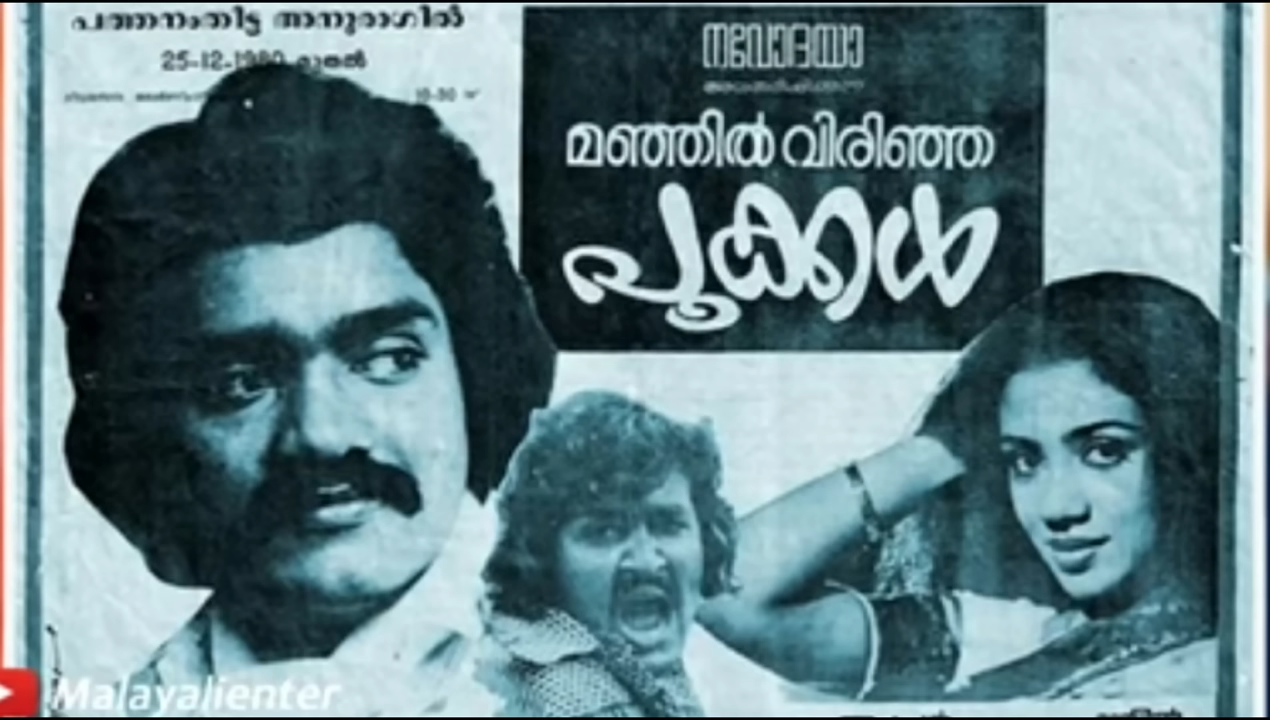 പത്തനംതിട്ട അനുരാഗിൽ
25-12-1980 മുതൽ
നവോദയാ
മഞ്ഞിൽ വിരിഞ്ഞ
പൂക്കൾ
Malayalienter